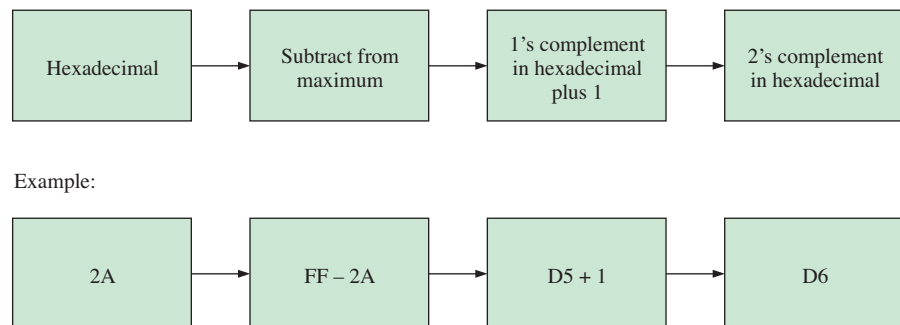 Hexadecimal
Subtract from
maximum
1’s complement
in hexadecimal
plus 1
2’s complement
in hexadecimal
Example:
2A
FF – 2A
D5 + 1
D6